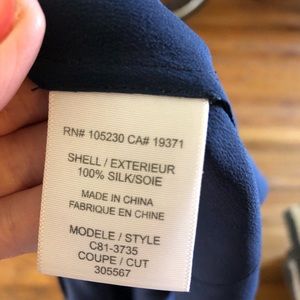 RN# 105230 CA# 19371
SHELL / EXTERIEUR
100% SILK/SOIE
MADE IN CHINA
FABRIQUE EN CHINE
MODELE / STYLE
C81-3735
COUPE / CUT
305567